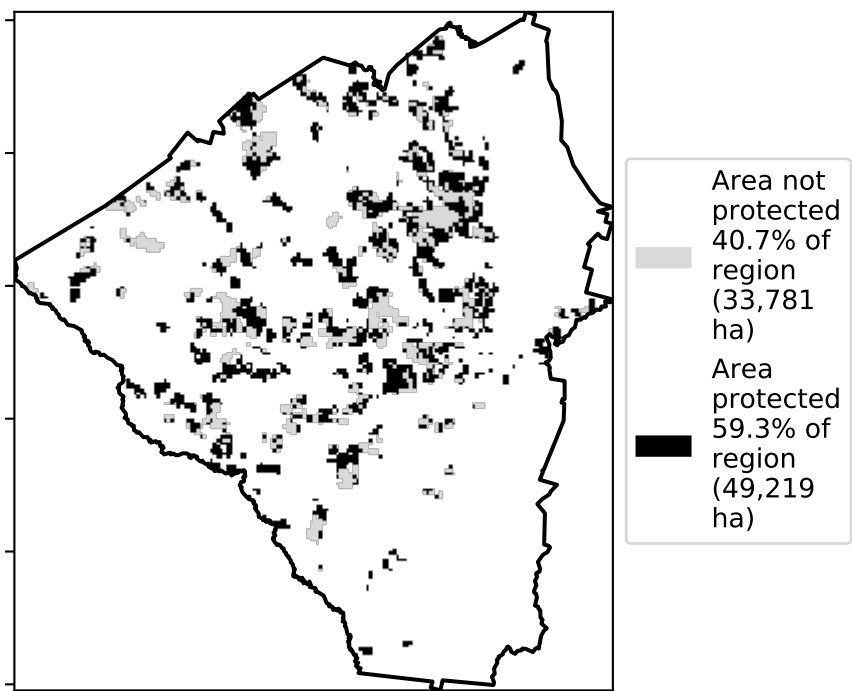 Area not
protected
40.7% of
region
(33,781
ha)
Area
protected
59.3% of
region
(49,219
ha)